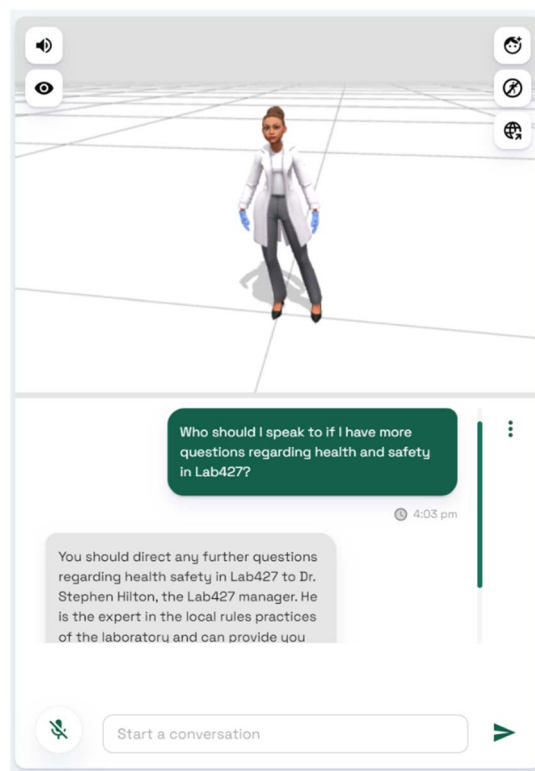 Who should I speak to if I have more
questions regarding health and safety
in Lab427?
4:03 pm
You should direct any further questions
regarding health safety in Lab427 to Dr.
Stephen Hilton, the Lab427 manager. He
is the expert in the local rules practices
of the laboratory and can provide you
Start a conversation